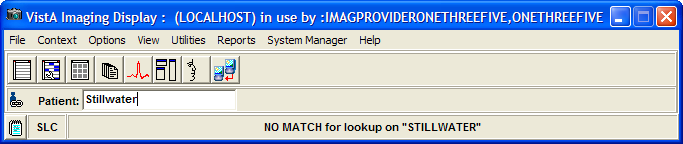 VistA Imaging Display : (LOCALHOST) in use by :IMAGPROVIDERONETHREEFIVE,ONETHREEFIVE
File Context Options View Utilities Reports System Manager Help
Patient: Stillwater
SLC NO MATCH for lookup on "STILLWATER"